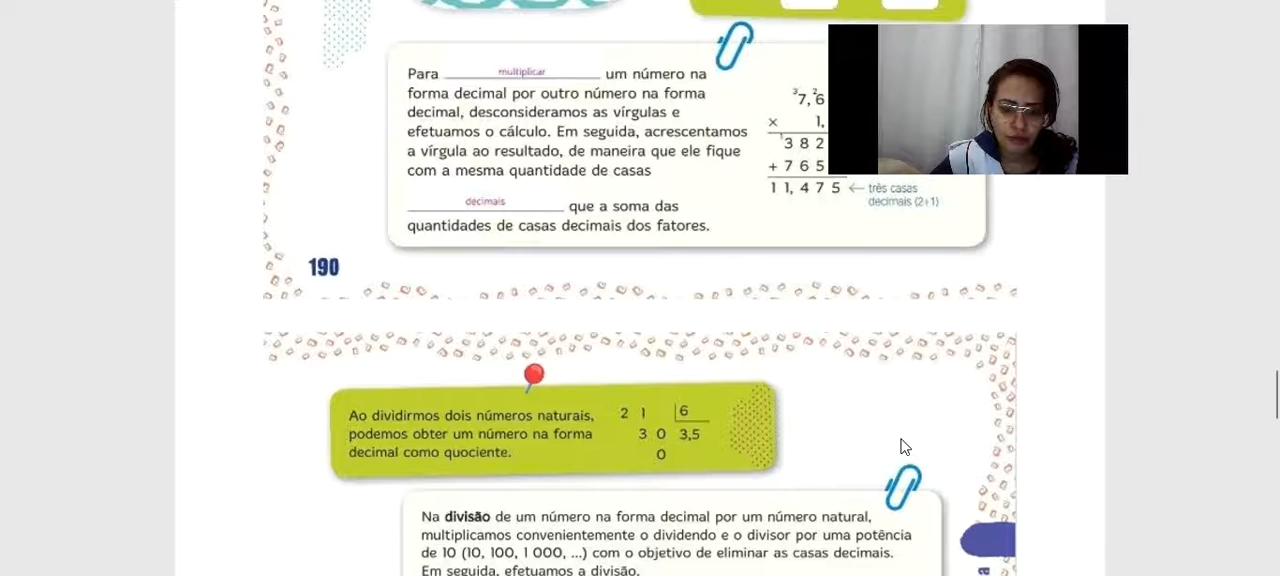 Para multiplicar um número na
forma decimal por outro número na forma
decimal, desconsideramos as vírgulas e
efetuamos o cálculo. Em seguida, acrescentamos
a vírgula ao resultado, de maneira que ele fique
com a mesma quantidade de casas
decimais que a soma das
quantidades de casas decimais dos fatores.
3 2
7,6
× 1,
1
3 8 2
+ 7 6 5
1 1, 4 7 5 ← três casas
decimais (2+1)
190
Ao dividirmos dois números naturais,
podemos obter um número na forma
decimal como quociente.
2 1 6
3 0 3,5
0
Na divisão de um número na forma decimal por um número natural,
multiplicamos convenientemente o dividendo e o divisor por uma potência
de 10 (10, 100, 1 000, ...) com o objetivo de eliminar as casas decimais.
Em seguida, efetuamos a divisão.
a